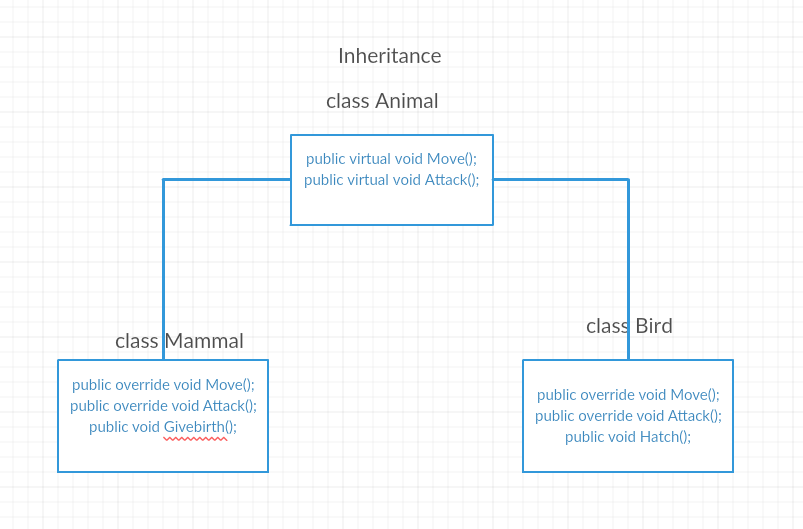 Inheritance
class Animal
public virtual void Move();
public virtual void Attack();
class Mammal
public override void Move();
public override void Attack();
public void Givebirth();
class Bird
public override void Move();
public override void Attack();
public void Hatch();